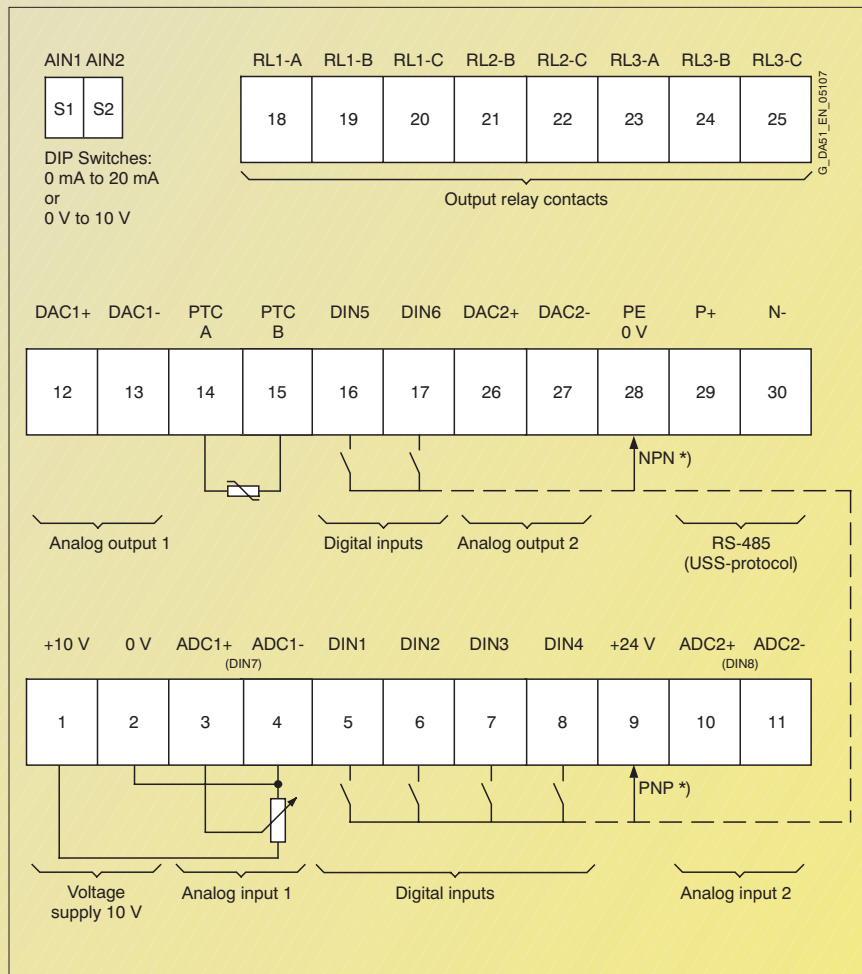 AIN1 AIN2
S1 S2
DIP Switches:
0 mA to 20 mA
or
0 V to 10 V
RL1-A RL1-B RL1-C RL2-B RL2-C RL3-A RL3-B RL3-C
18 19 20 21 22 23 24 25
Output relay contacts
G_DA51_EN_05107
DAC1+ DAC1- PTC PTC DIN5 DIN6 DAC2+ DAC2- PE P+ N-
A B 0 V
12 13 14 15 16 17 26 27 28 29 30
NPN *)
Analog output 1 Digital inputs Analog output 2 RS-485
(USS-protocol)
+10 V 0 V ADC1+ ADC1- DIN1 DIN2 DIN3 DIN4 +24 V ADC2+ ADC2-
(DIN7) (DIN8)
1 2 3 4 5 6 7 8 9 10 11
PNP *)
Voltage Analog input 1 Digital inputs Analog input 2
supply 10 V